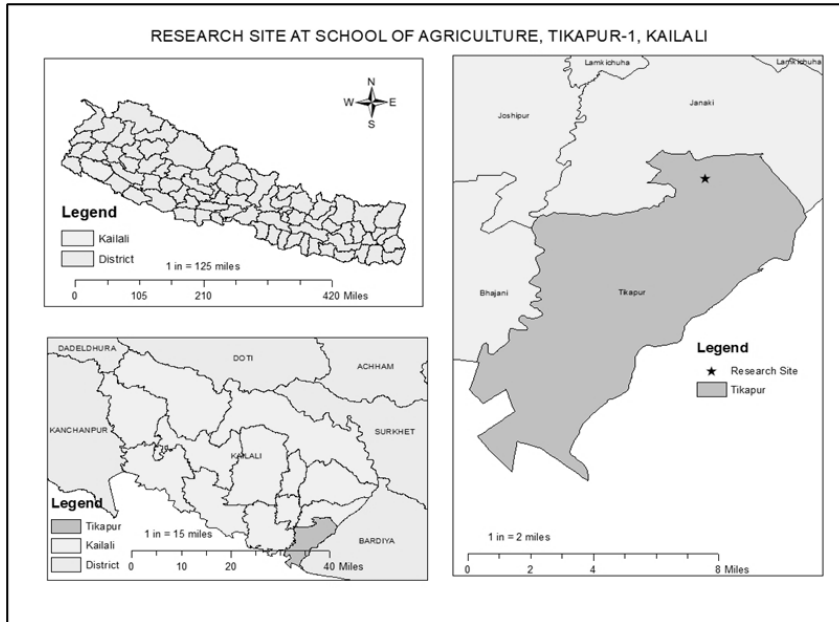 RESEARCH SITE AT SCHOOL OF AGRICULTURE, TIKAPUR-1, KAILALI
N
W E
S
Legend
Kailali
District
1 in = 125 miles
0 105 210 420 Miles
DADELDHURA
DOTI
ACHHAM
KANCHANPUR
SURKHET
KAILALI
BARDIYA
Legend
Tikapur
Kailali
District
1 in = 15 miles
0 10 20 40 Miles
Lamkichuha
Lamkichuha
Janaki
Joshipur
Bhajani
Tikapur
Legend
Research Site
Tikapur
1 in = 2 miles
0 2 4 8 Miles